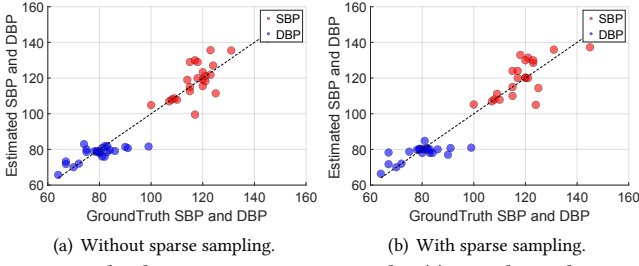 160
140
120
100
80
60
60 80 100 120 140 160
Estimated SBP and DBP
GroundTruth SBP and DBP
SBP
DBP
(a) Without sparse sampling.
160
140
120
100
80
60
60 80 100 120 140 160
Estimated SBP and DBP
GroundTruth SBP and DBP
SBP
DBP
(b) With sparse sampling.